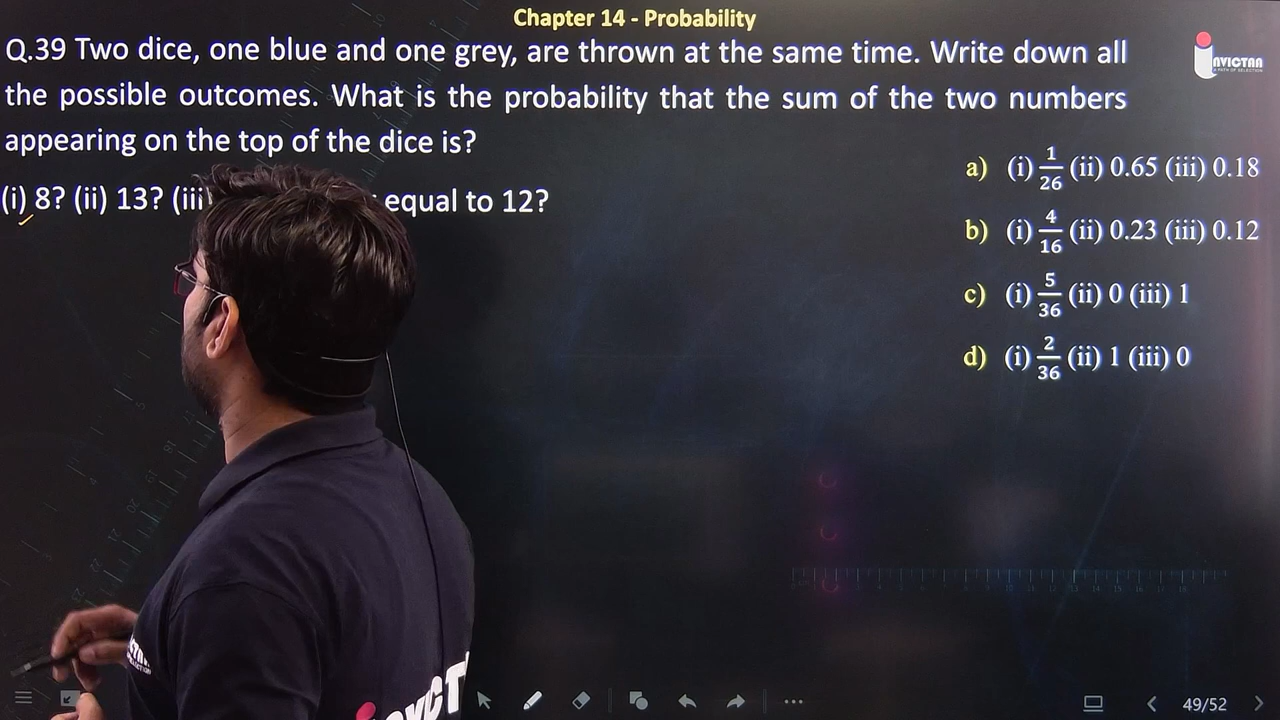 Chapter 14 - Probability
Q.39 Two dice, one blue and one grey, are thrown at the same time. Write down all
the possible outcomes. What is the probability that the sum of the two numbers
appearing on the top of the dice is?
(i) 8? (ii) 13? (iii) equal to 12?
a) (i) 1/26 (ii) 0.65 (iii) 0.18
b) (i) 4/16 (ii) 0.23 (iii) 0.12
c) (i) 5/36 (ii) 0 (iii) 1
d) (i) 2/36 (ii) 1 (iii) 0
INVICTAA
A PATH OF SELECTION
49/52